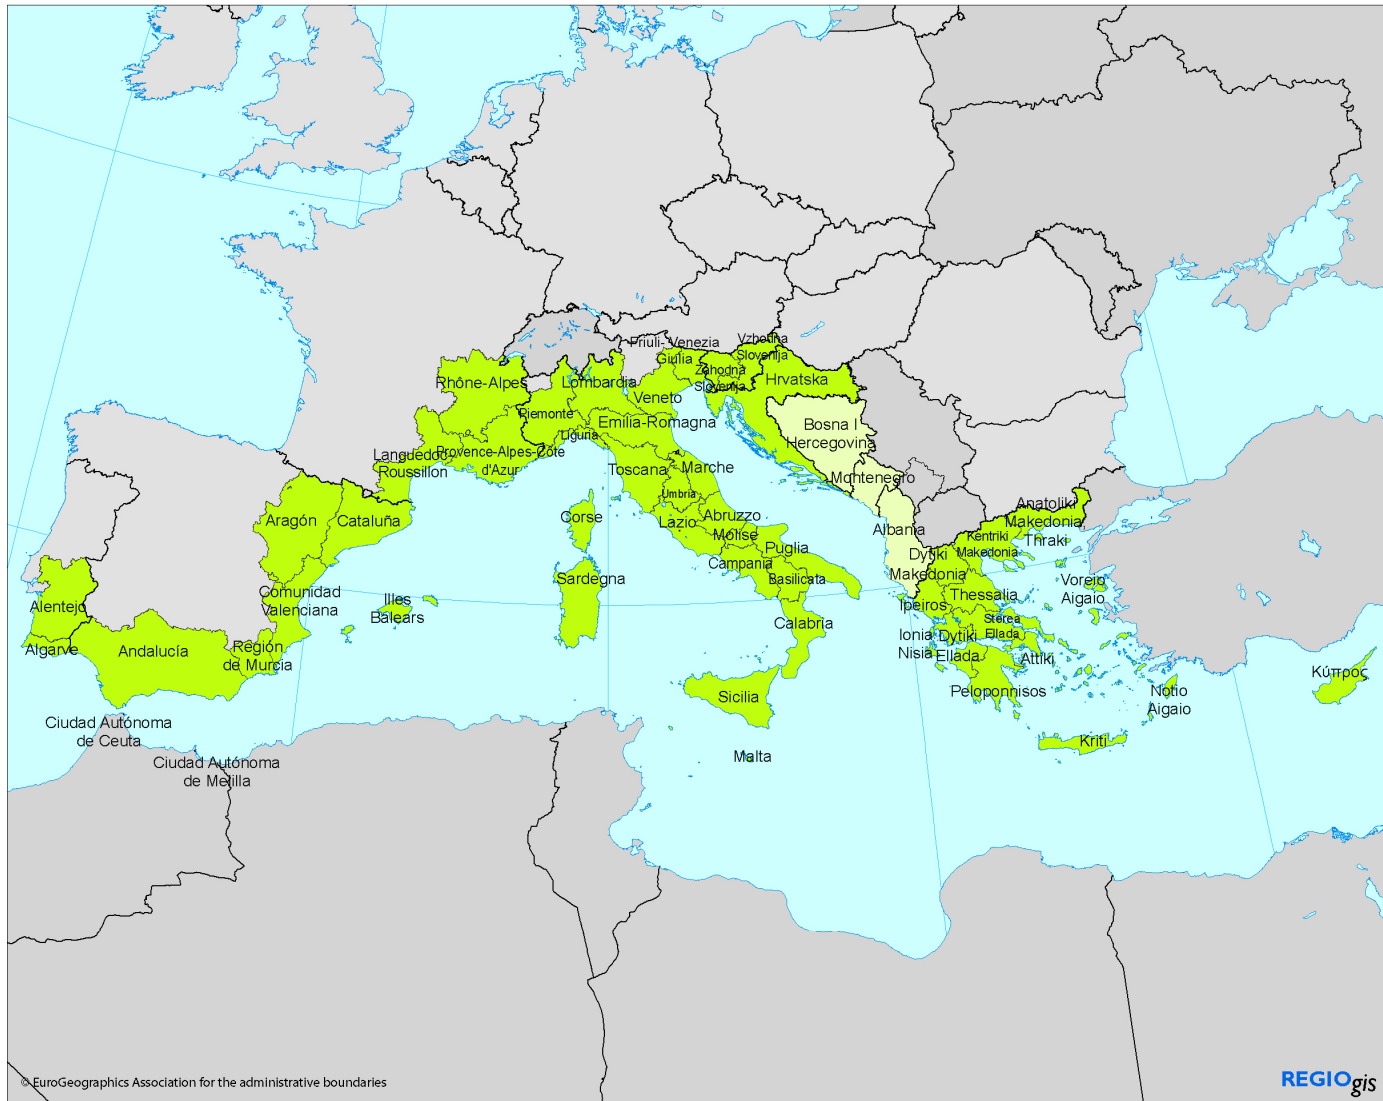 Friuli- Venezia
Giulia
Vzhodna
Slovenija
Zahodna
Slovenija
Hrvatska
Rhône-Alpes
Lombardia
Veneto
Piemonte
Emilia-Romagna
Liguria
Provence-Alpes-Côte
d'Azur
Languedoc
Roussillon
Bosna I
Hercegovina
Montenegro
Albania
Toscana
Marche
Umbria
Lazio
Abruzzo
Molise
Campania
Puglia
Basilicata
Calabria
Sicilia
Malta
Corse
Sardegna
Aragón
Cataluña
Comunidad
Valenciana
Illes
Balears
Región
de Murcia
Andalucía
Alentejo
Algarve
Ciudad Autónoma
de Ceuta
Ciudad Autónoma
de Melilla
Anatoliki
Makedonia,
Thraki
Kentriki
Makedonia
Dytiki
Makedonia
Thessalia
Ipeiros
Voreio
Aigaio
Sterea
Ellada
Ionia
Nisia
Dytiki
Ellada
Attiki
Peloponnisos
Notio
Aigaio
Kriti
Κύπρος
© EuroGeographics Association for the administrative boundaries
REGIOgis